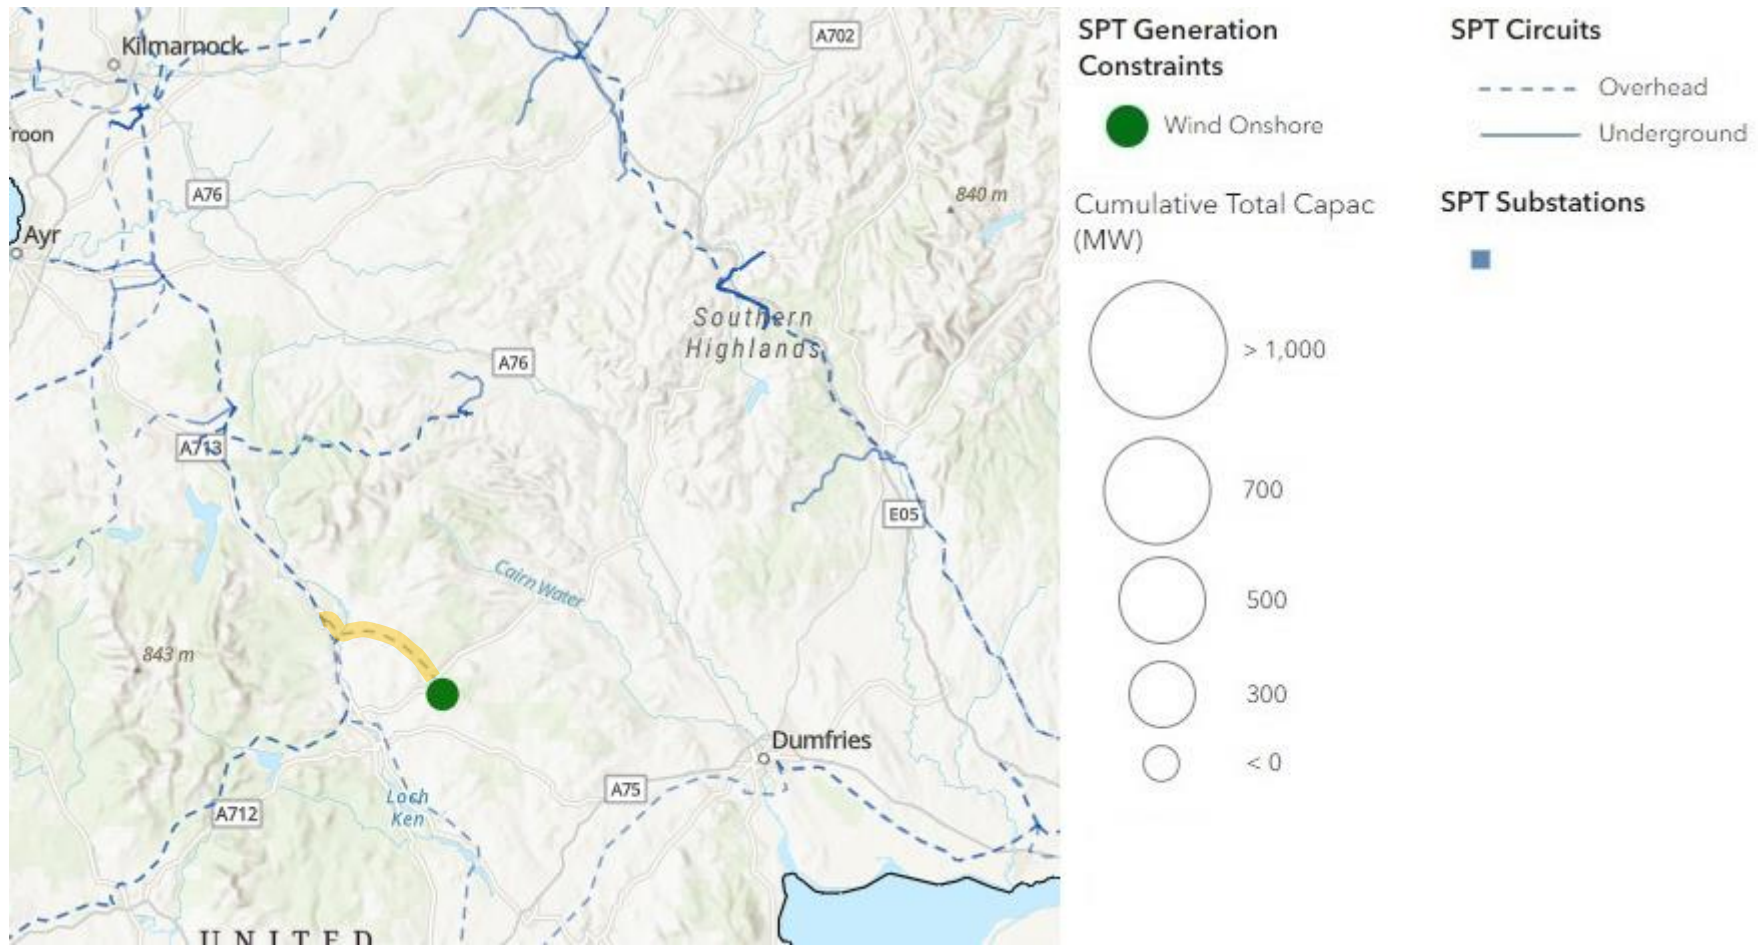 A702
Kilmarnock
Troon
A76
840 m
Ayr
Southern
Highlands
A76
A713
E05
Cairn Water
843 m
Dumfries
A75
Loch
Ken
A712
UNITED
SPT Generation
Constraints
Wind Onshore
Cumulative Total Capac
(MW)
> 1,000
700
500
300
< 0
SPT Circuits
Overhead
Underground
SPT Substations